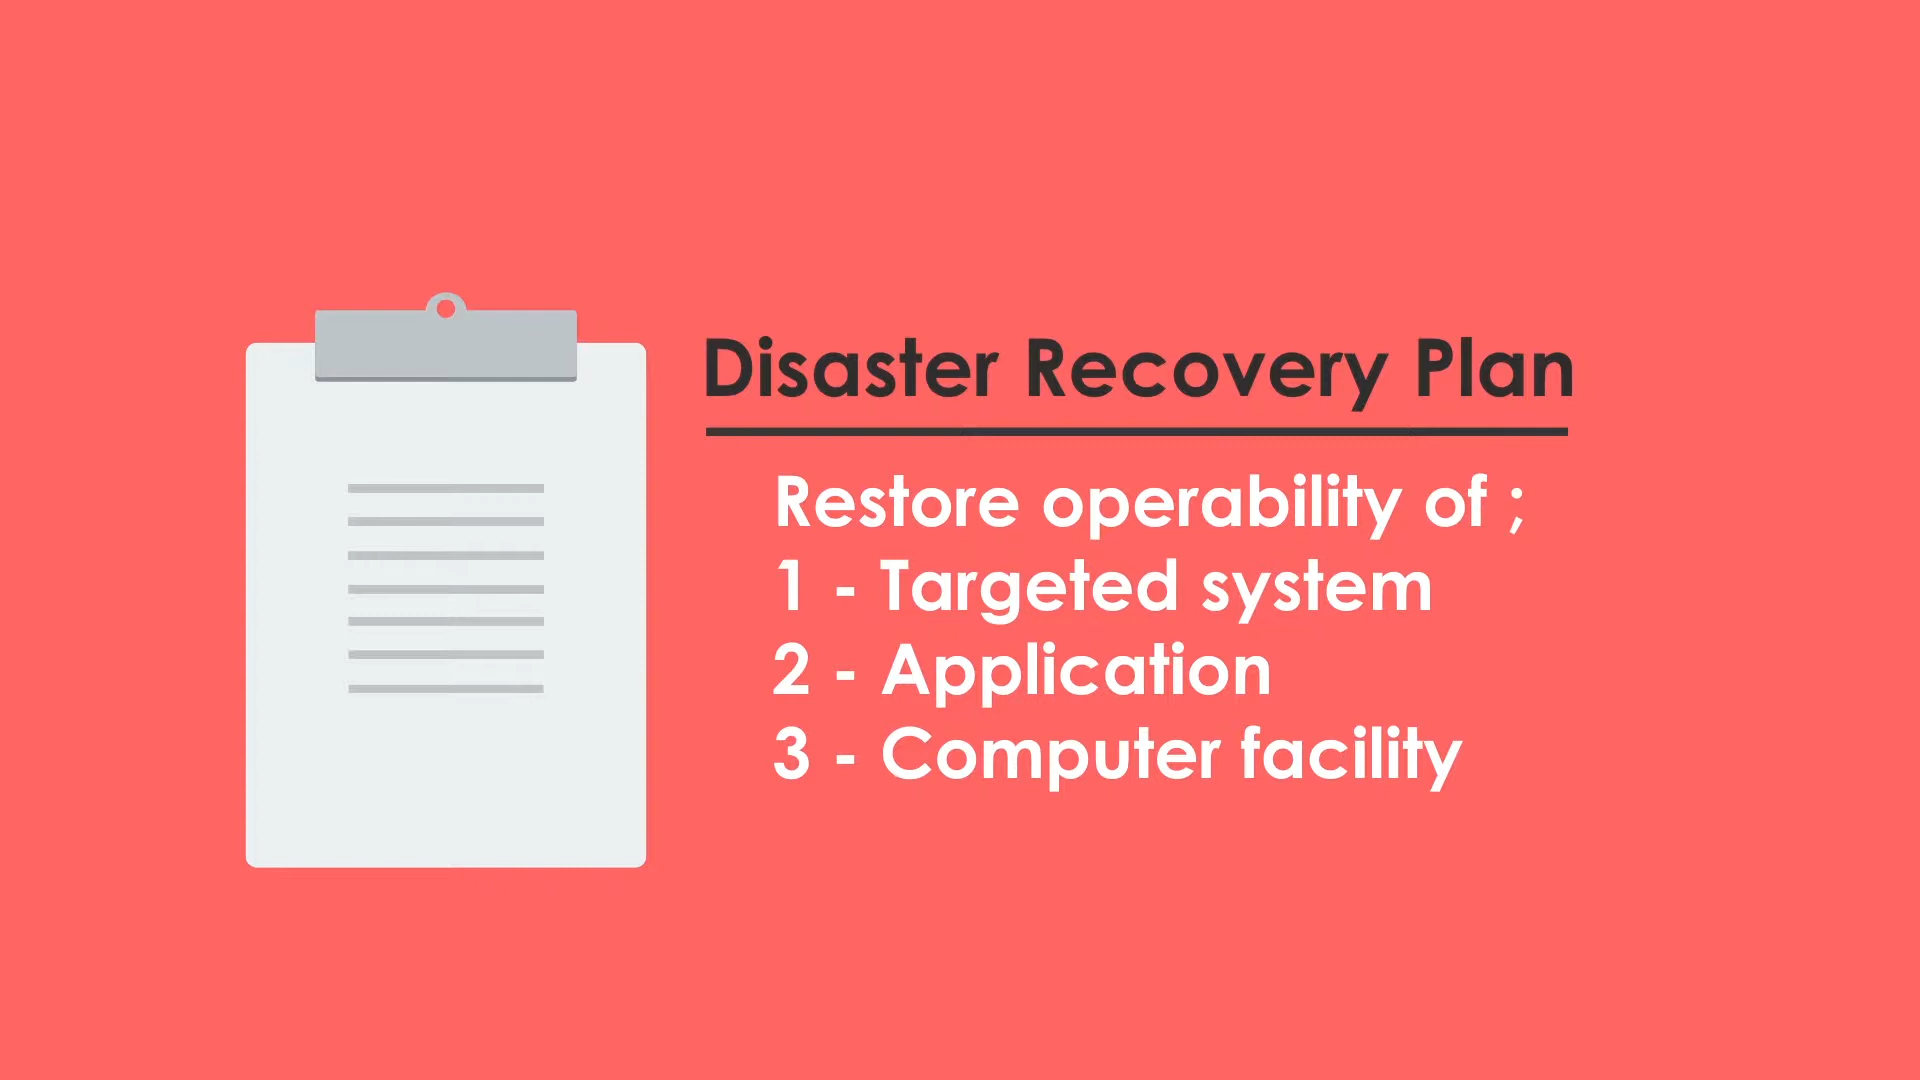 Disaster Recovery Plan
Restore operability of ;
1 - Targeted system
2 - Application
3 - Computer facility